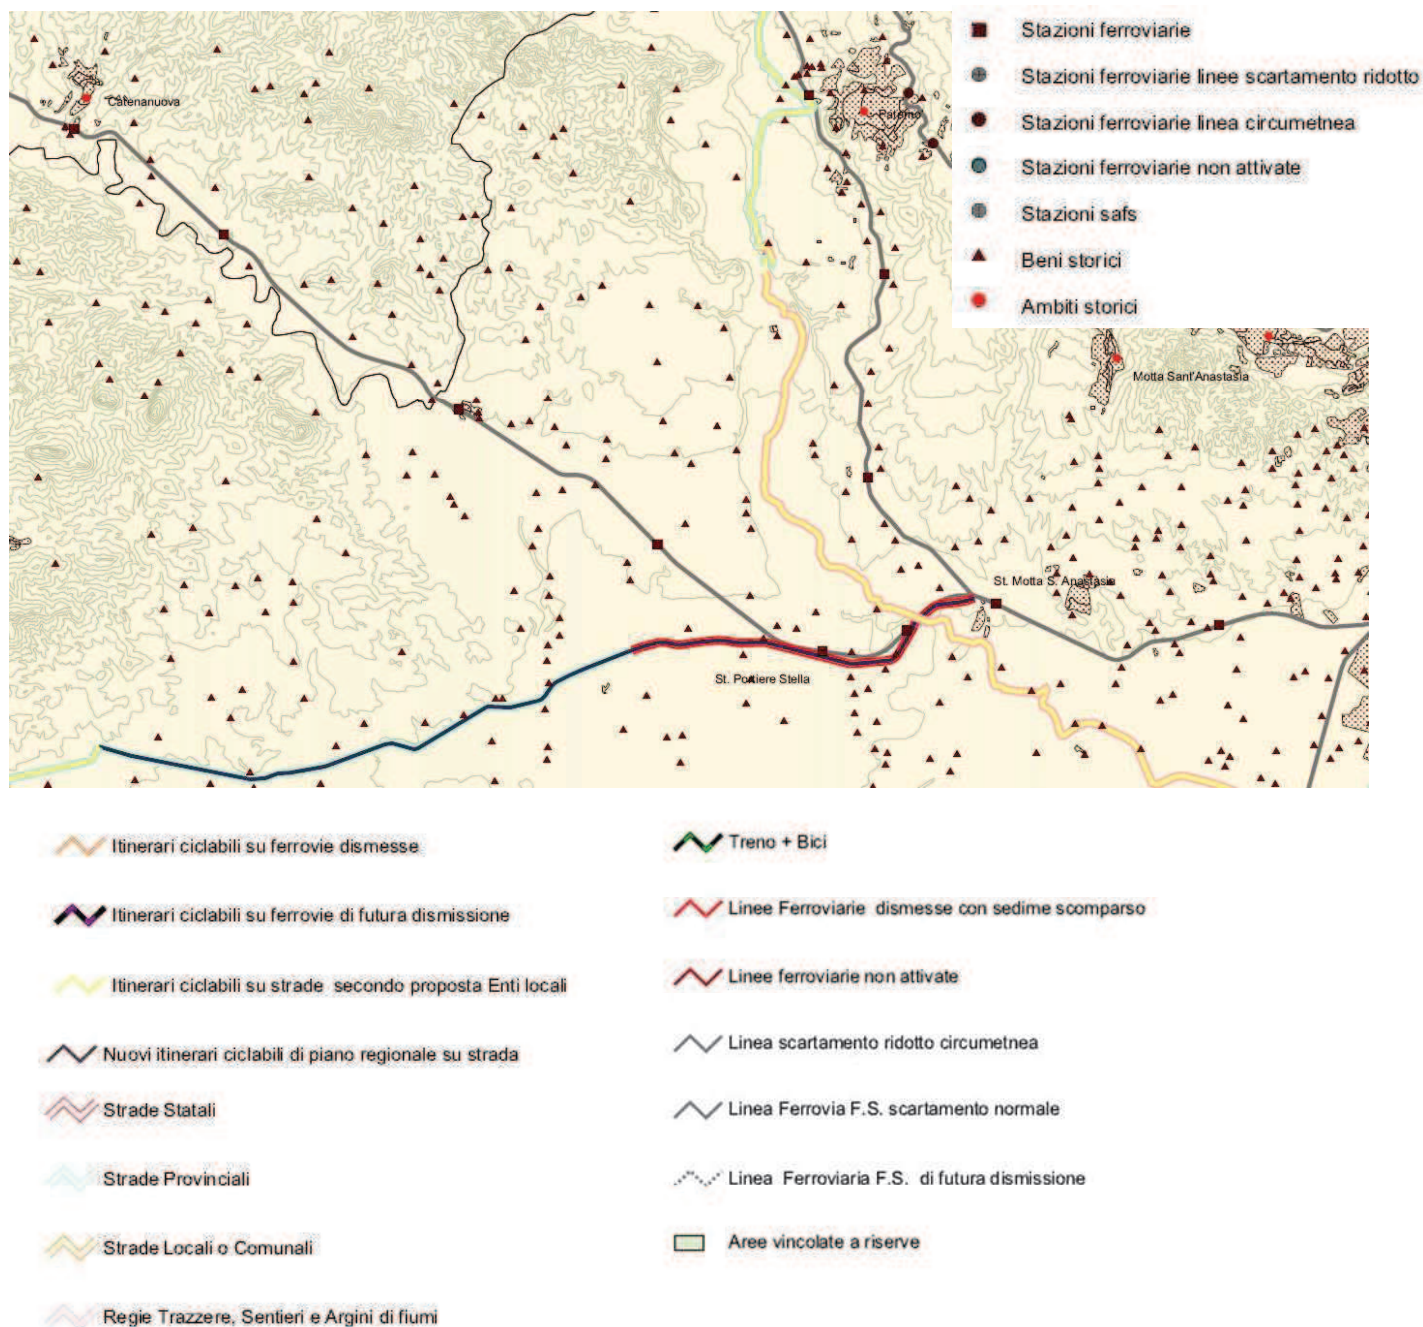 Stazioni ferroviarie
Stazioni ferroviarie linee scartamento ridotto
Stazioni ferroviarie linea circumetnea
Stazioni ferroviarie non attivate
Stazioni safs
Beni storici
Ambiti storici
Catenanuova
Paternò
Motta Sant'Anastasia
St. Motta S. Anastasia
St. Portiere Stella
Itinerari ciclabili su ferrovie dismesse
Itinerari ciclabili su ferrovie di futura dismissione
Itinerari ciclabili su strade secondo proposta Enti locali
Nuovi itinerari ciclabili di piano regionale su strada
Strade Statali
Strade Provinciali
Strade Locali o Comunali
Regie Trazzere, Sentieri e Argini di fiumi
Treno + Bici
Linee Ferroviarie dismesse con sedime scomparso
Linee ferroviarie non attivate
Linea scartamento ridotto circumetnea
Linea Ferrovia F.S. scartamento normale
Linea Ferroviaria F.S. di futura dismissione
Aree vincolate a riserve